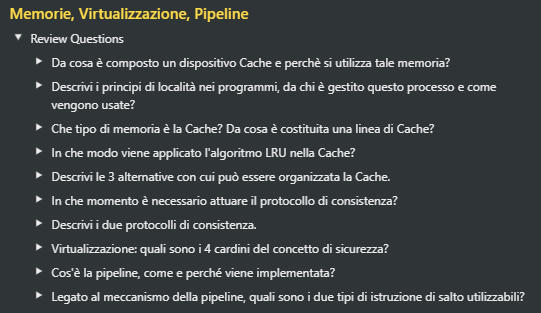 Memorie, Virtualizzazione, Pipeline
Review Questions
Da cosa è composto un dispositivo Cache e perchè si utilizza tale memoria?
Descrivi i principi di località nei programmi, da chi è gestito questo processo e come
vengono usate?
Che tipo di memoria è la Cache? Da cosa è costituita una linea di Cache?
In che modo viene applicato l'algoritmo LRU nella Cache?
Descrivi le 3 alternative con cui può essere organizzata la Cache.
In che momento è necessario attuare il protocollo di consistenza?
Descrivi i due protocolli di consistenza.
Virtualizzazione: quali sono i 4 cardini del concetto di sicurezza?
Cos'è la pipeline, come e perché viene implementata?
Legato al meccanismo della pipeline, quali sono i due tipi di istruzione di salto utilizzabili?